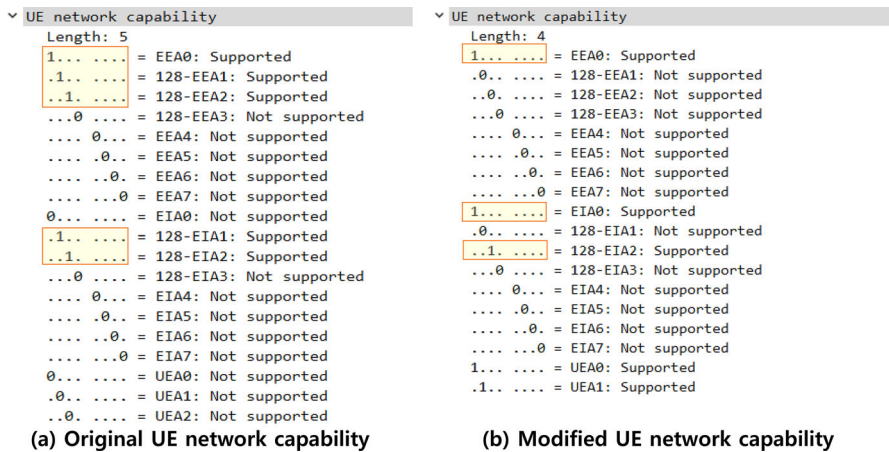 UE network capability
Length: 5
1... .... = EEA0: Supported
.1.. .... = 128-EEA1: Supported
..1. .... = 128-EEA2: Supported
...0 .... = 128-EEA3: Not supported
.... 0... = EEA4: Not supported
.... .0.. = EEA5: Not supported
.... ..0. = EEA6: Not supported
.... ...0 = EEA7: Not supported
0... .... = EIA0: Not supported
.1.. .... = 128-EIA1: Supported
..1. .... = 128-EIA2: Supported
...0 .... = 128-EIA3: Not supported
.... 0... = EIA4: Not supported
.... .0.. = EIA5: Not supported
.... ..0. = EIA6: Not supported
.... ...0 = EIA7: Not supported
0... .... = UEA0: Not supported
.0.. .... = UEA1: Not supported
..0. .... = UEA2: Not supported
(a) Original UE network capability
UE network capability
Length: 4
1... .... = EEA0: Supported
.0.. .... = 128-EEA1: Not supported
..0. .... = 128-EEA2: Not supported
...0 .... = 128-EEA3: Not supported
.... 0... = EEA4: Not supported
.... .0.. = EEA5: Not supported
.... ..0. = EEA6: Not supported
.... ...0 = EEA7: Not supported
1... .... = EIA0: Supported
.0.. .... = 128-EIA1: Not supported
..1. .... = 128-EIA2: Supported
...0 .... = 128-EIA3: Not supported
.... 0... = EIA4: Not supported
.... .0.. = EIA5: Not supported
.... ..0. = EIA6: Not supported
.... ...0 = EIA7: Not supported
1... .... = UEA0: Supported
.1.. .... = UEA1: Supported
(b) Modified UE network capability